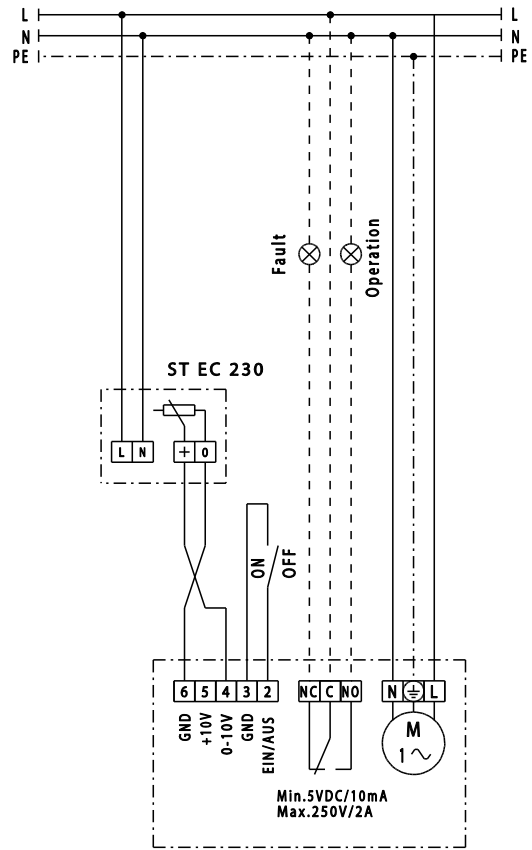 L L
N N
PE PE
Fault
Operation
ST EC 230
L N + 0
ON
OFF
6 5 4 3 2 NC C NO N L
GND
+10V
0-10V
GND
EIN/AUS
M
1~
Min.5VDC/10mA
Max.250V/2A